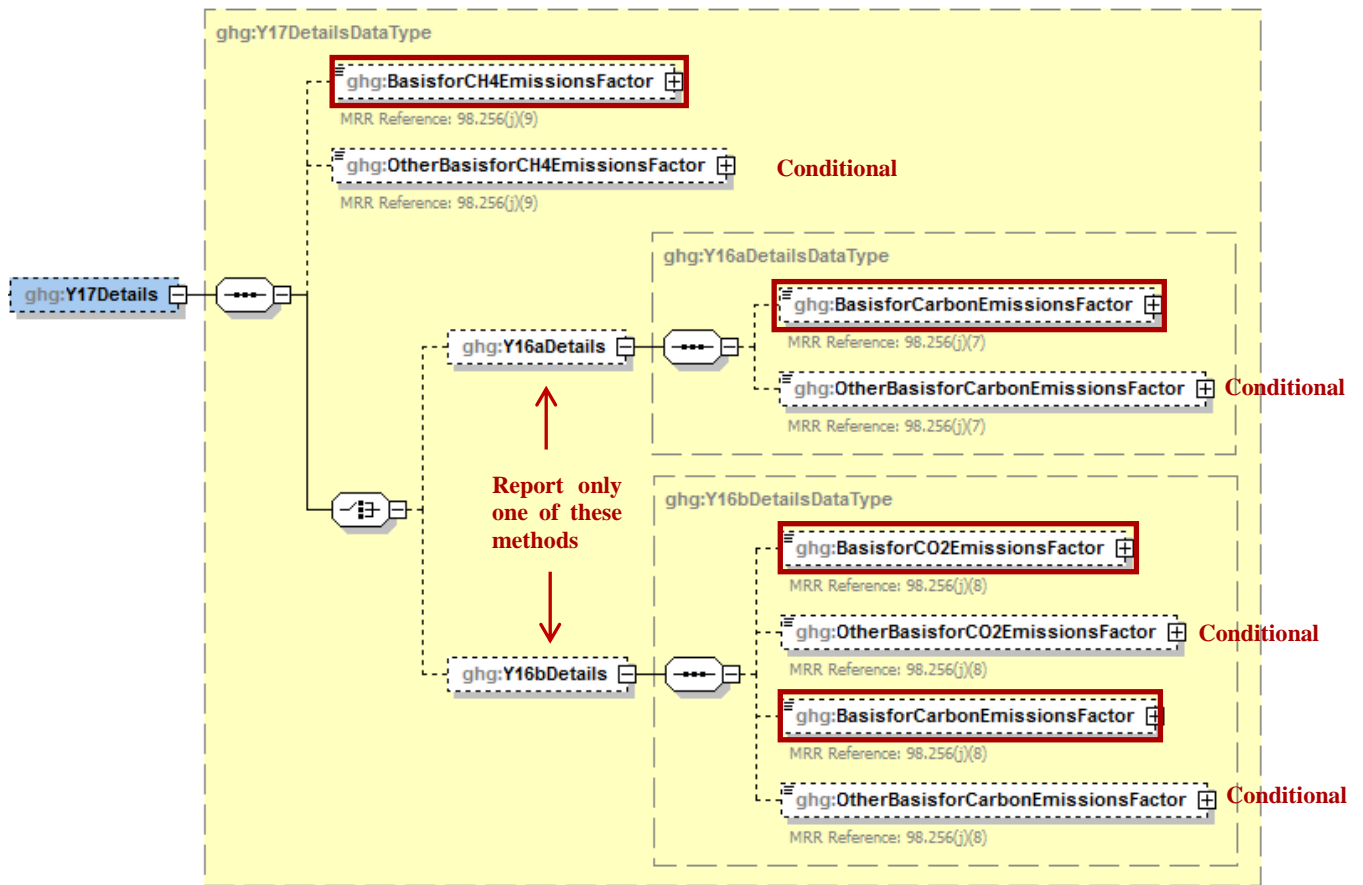 ghg:Y17DetailsDataType
ghg:BasisforCH4EmissionsFactor
MRR Reference: 98.256(j)(9)
ghg:OtherBasisforCH4EmissionsFactor
Conditional
MRR Reference: 98.256(j)(9)
ghg:Y17Details
ghg:Y16aDetailsDataType
ghg:BasisforCarbonEmissionsFactor
MRR Reference: 98.256(j)(7)
ghg:Y16aDetails
ghg:OtherBasisforCarbonEmissionsFactor
Conditional
MRR Reference: 98.256(j)(7)
Report only
one of these
methods
ghg:Y16bDetailsDataType
ghg:BasisforCO2EmissionsFactor
MRR Reference: 98.256(j)(8)
ghg:OtherBasisforCO2EmissionsFactor
Conditional
MRR Reference: 98.256(j)(8)
ghg:Y16bDetails
ghg:BasisforCarbonEmissionsFactor
MRR Reference: 98.256(j)(8)
ghg:OtherBasisforCarbonEmissionsFactor
Conditional
MRR Reference: 98.256(j)(8)